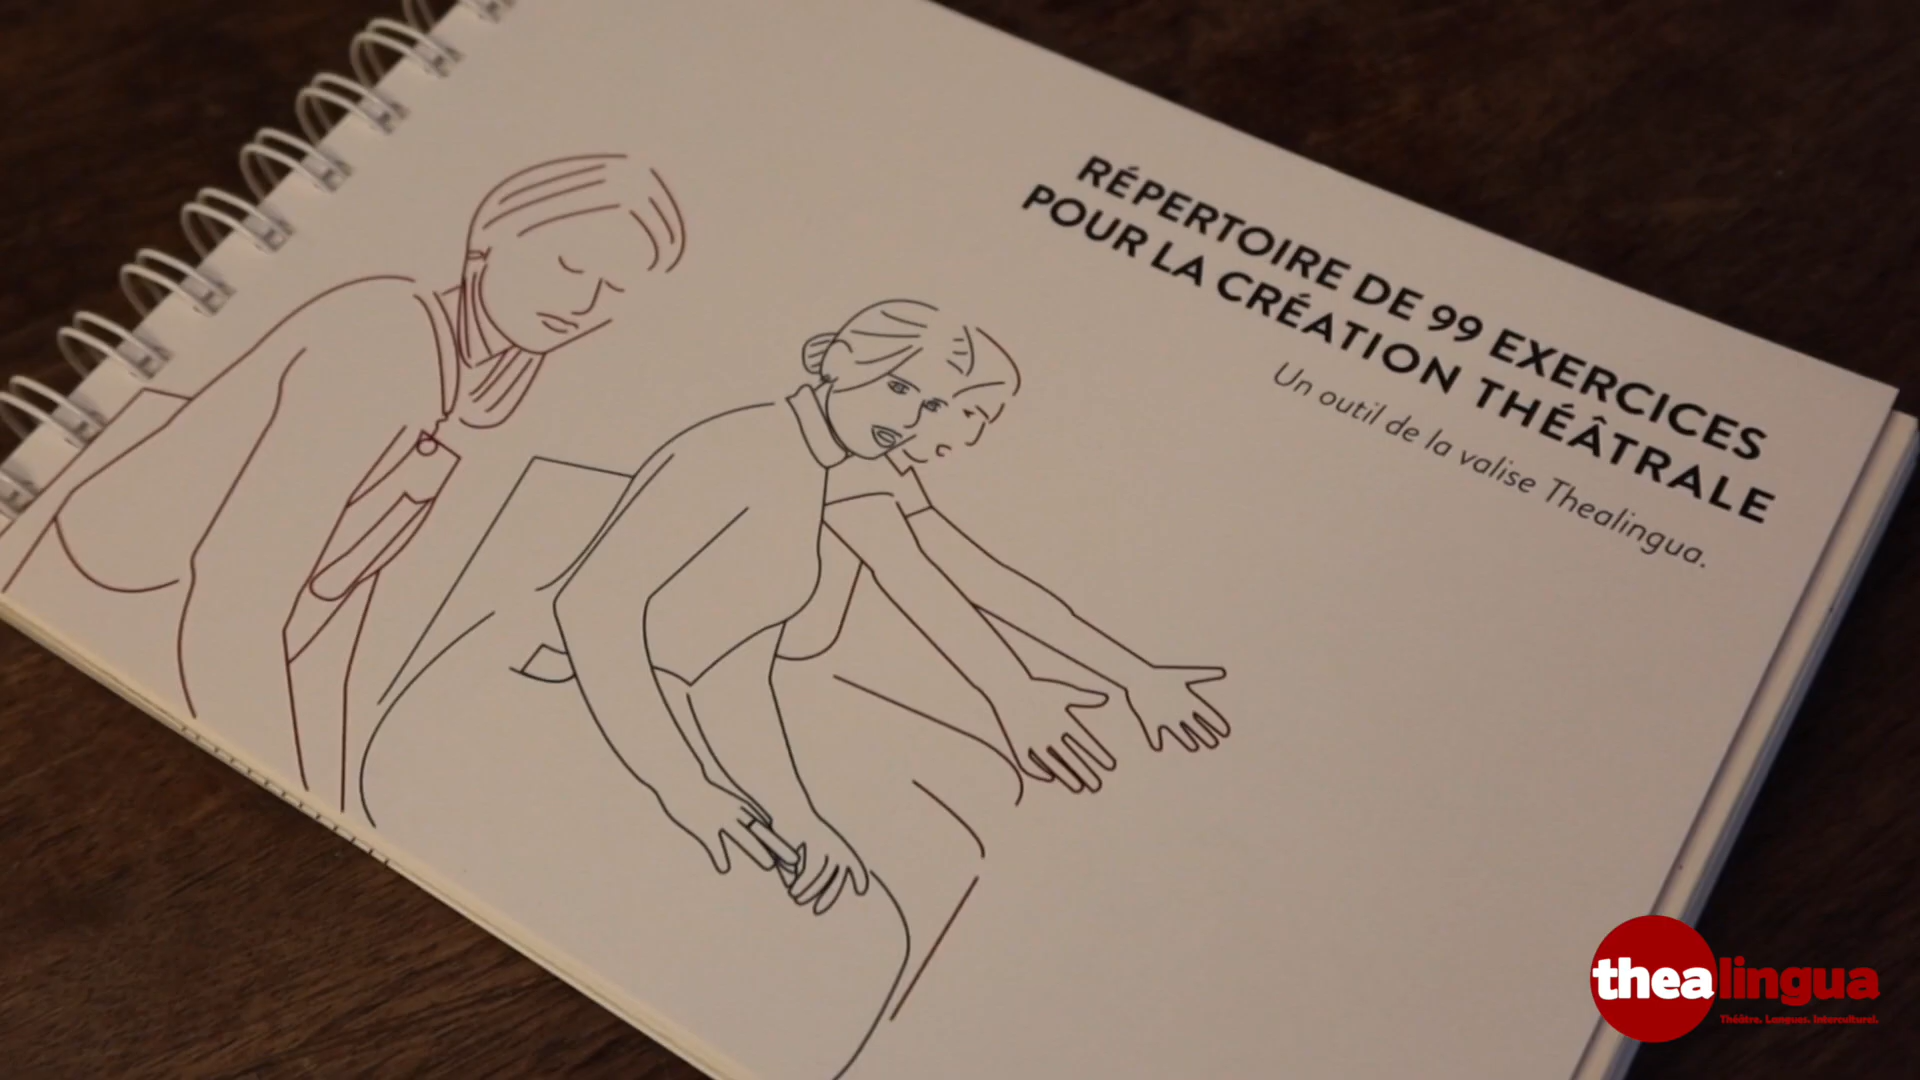 RÉPERTOIRE DE 99 EXERCICES
POUR LA CRÉATION THÉÂTRALE
Un outil de la valise Thealingua.
thealingua
Théâtre. Langues. Interculturel.